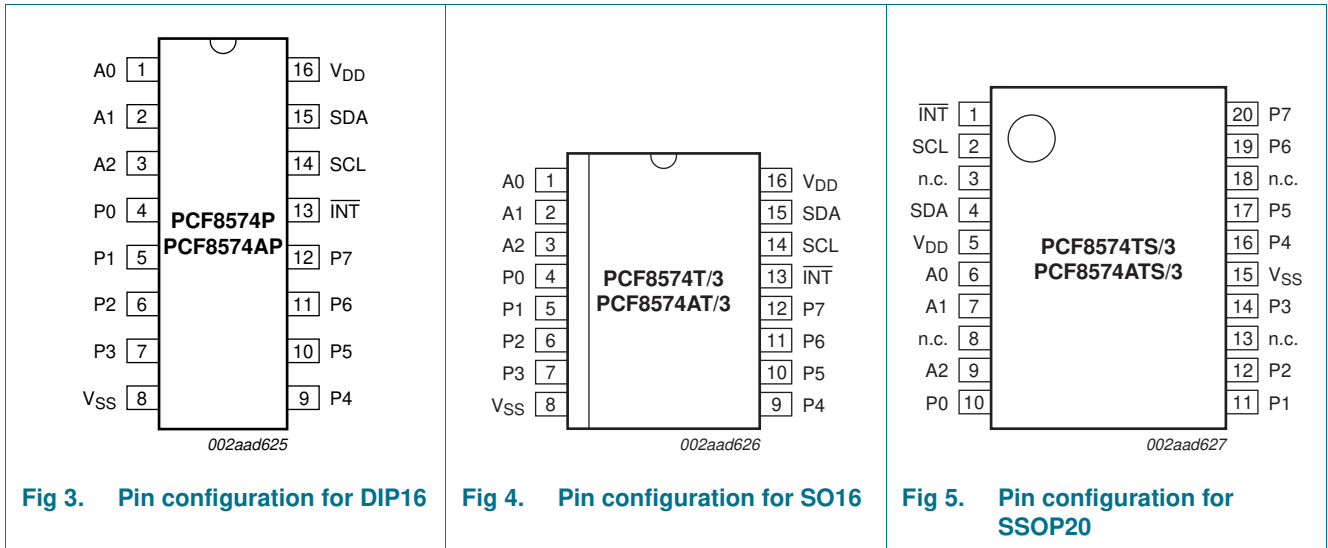 A0 1 16 VDD
A1 2 15 SDA
A2 3 14 SCL
P0 4 13 INT
PCF8574P
PCF8574AP
P1 5 12 P7
P2 6 11 P6
P3 7 10 P5
VSS 8 9 P4
002aad625
Fig 3. Pin configuration for DIP16
A0 1 16 VDD
A1 2 15 SDA
A2 3 14 SCL
P0 4 13 INT
PCF8574T/3
PCF8574AT/3
P1 5 12 P7
P2 6 11 P6
P3 7 10 P5
VSS 8 9 P4
002aad626
Fig 4. Pin configuration for SO16
INT 1 20 P7
SCL 2 19 P6
n.c. 3 18 n.c.
SDA 4 17 P5
VDD 5 16 P4
PCF8574TS/3
PCF8574ATS/3
A0 6 15 VSS
A1 7 14 P3
n.c. 8 13 n.c.
A2 9 12 P2
P0 10 11 P1
002aad627
Fig 5. Pin configuration for
SSOP20